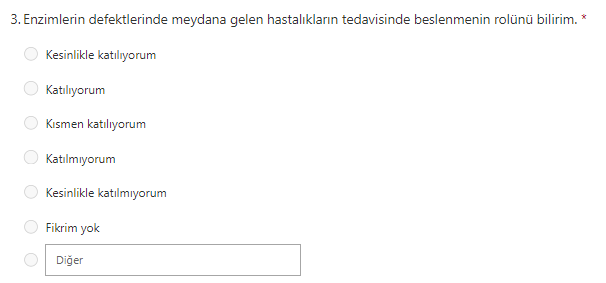 3. Enzimlerin defektlerinde meydana gelen hastalıkların tedavisinde beslenmenin rolünü bilirim. *
Kesinlikle katılıyorum
Katılıyorum
Kısmen katılıyorum
Katılmıyorum
Kesinlikle katılmıyorum
Fikrim yok
Diğer